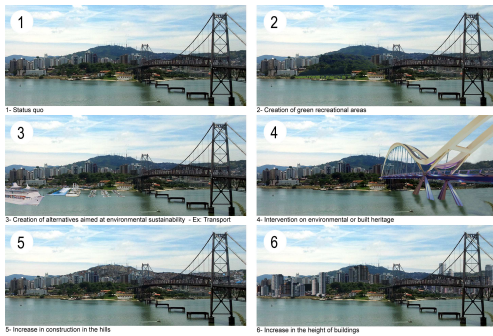 1
2
1- Status quo
2- Creation of green recreational areas
3
4
3- Creation of alternatives aimed at environmental sustainability - Ex: Transport
4- Intervention on environmental or built heritage
5
6
5- Increase in construction in the hills
6- Increase in the height of buildings